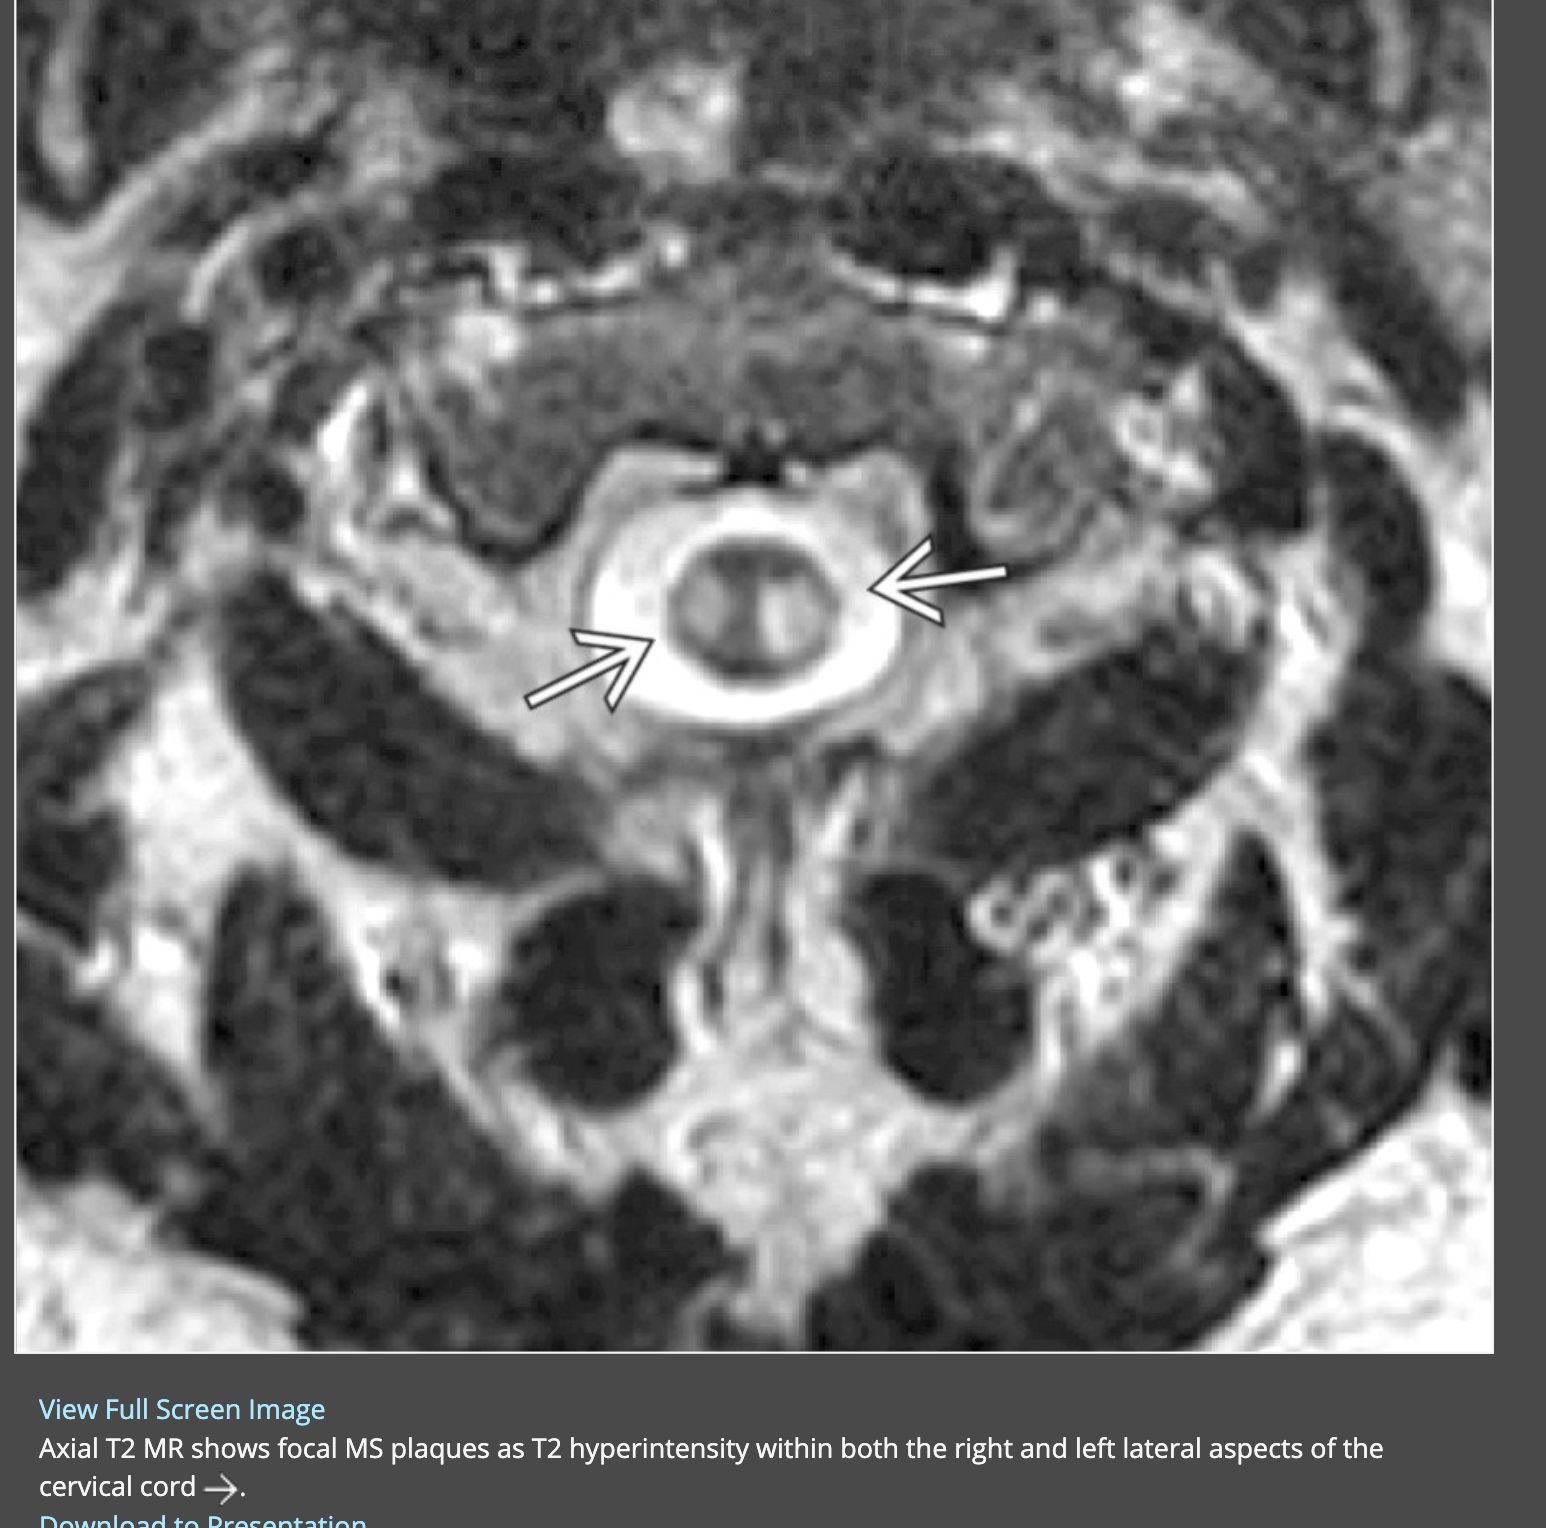 View Full Screen Image
Axial T2 MR shows focal MS plaques as T2 hyperintensity within both the right and left lateral aspects of the
cervical cord →.
Download to Presentation